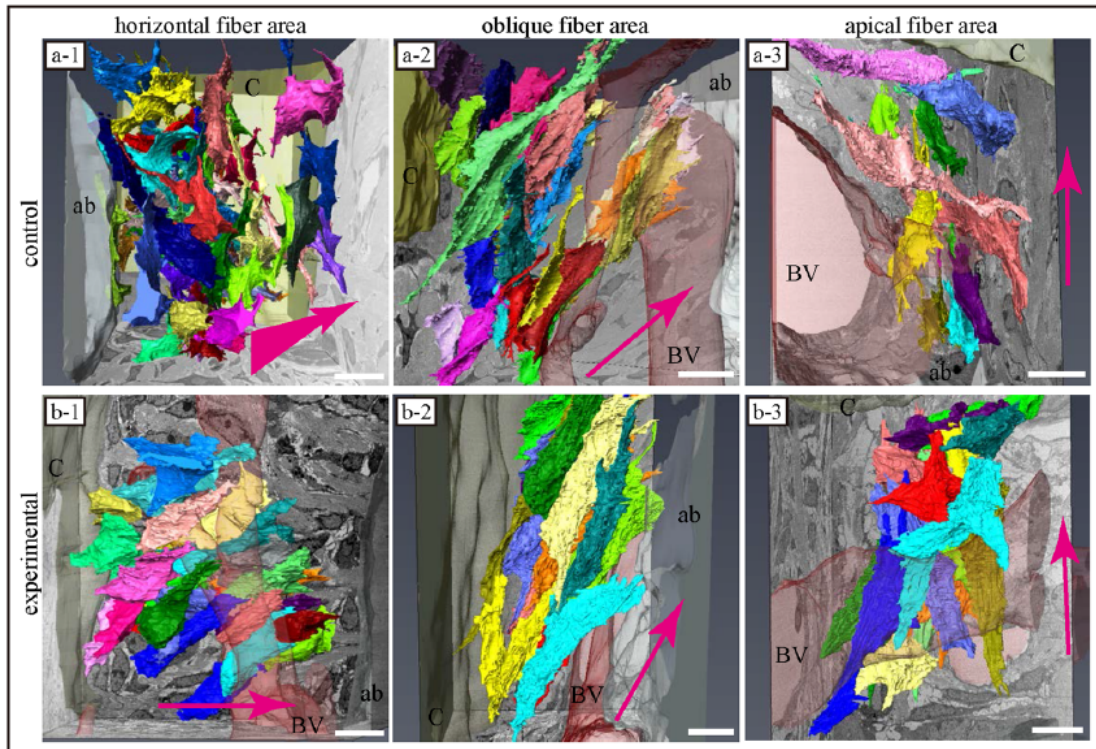 horizontal fiber area
oblique fiber area
apical fiber area
control
a-1
C
ab
a-2
ab
C
BV
a-3
C
BV
ab
experimental
b-1
C
ab
BV
b-2
ab
BV
C
b-3
C
BV